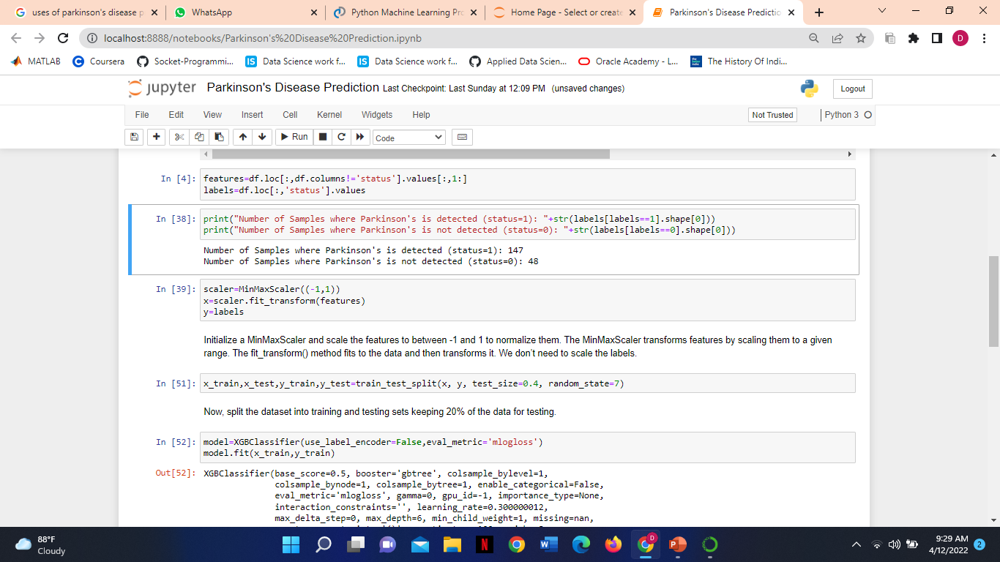 uses of parkinson's disease p
WhatsApp
Python Machine Learning Pro
Home Page - Select or create
Parkinson's Disease Predictio
localhost:8888/notebooks/Parkinson's%20Disease%20Prediction.ipynb
D
MATLAB
Coursera
Socket-Programmi...
IS Data Science work f...
IS Data Science work f...
Applied Data Scien...
Oracle Academy - L...
The History Of Indi...
jupyter Parkinson's Disease Prediction Last Checkpoint: Last Sunday at 12:09 PM (unsaved changes)
Logout
File Edit View Insert Cell Kernel Widgets Help
Not Trusted
Python 3
Run
Code
In [4]: features=df.loc[:,df.columns!='status'].values[:,1:]
labels=df.loc[:,'status'].values
In [38]: print("Number of Samples where Parkinson's is detected (status=1): "+str(labels[labels==1].shape[0]))
print("Number of Samples where Parkinson's is not detected (status=0): "+str(labels[labels==0].shape[0]))
Number of Samples where Parkinson's is detected (status=1): 147
Number of Samples where Parkinson's is not detected (status=0): 48
In [39]: scaler=MinMaxScaler((-1,1))
x=scaler.fit_transform(features)
y=labels
Initialize a MinMaxScaler and scale the features to between -1 and 1 to normalize them. The MinMaxScaler transforms features by scaling them to a given
range. The fit_transform() method fits to the data and then transforms it. We don't need to scale the labels.
In [51]: x_train,x_test,y_train,y_test=train_test_split(x, y, test_size=0.4, random_state=7)
Now, split the dataset into training and testing sets keeping 20% of the data for testing.
In [52]: model=XGBClassifier(use_label_encoder=False,eval_metric='mlogloss')
model.fit(x_train,y_train)
Out[52]: XGBClassifier(base_score=0.5, booster='gbtree', colsample_bylevel=1,
colsample_bynode=1, colsample_bytree=1, enable_categorical=False,
eval_metric='mlogloss', gamma=0, gpu_id=-1, importance_type=None,
interaction_constraints='', learning_rate=0.300000012,
max_delta_step=0, max_depth=6, min_child_weight=1, missing=nan,
88°F
Cloudy
9:29 AM
4/12/2022
2